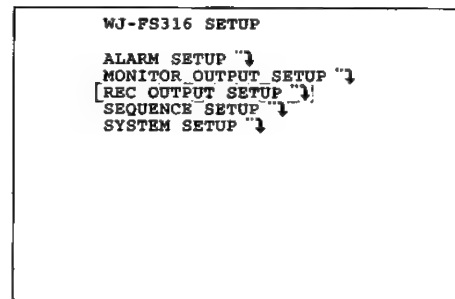 WJ-FS316 SETUP
ALARM SETUP
MONITOR OUTPUT SETUP
REC OUTPUT SETUP
SEQUENCE SETUP
SYSTEM SETUP